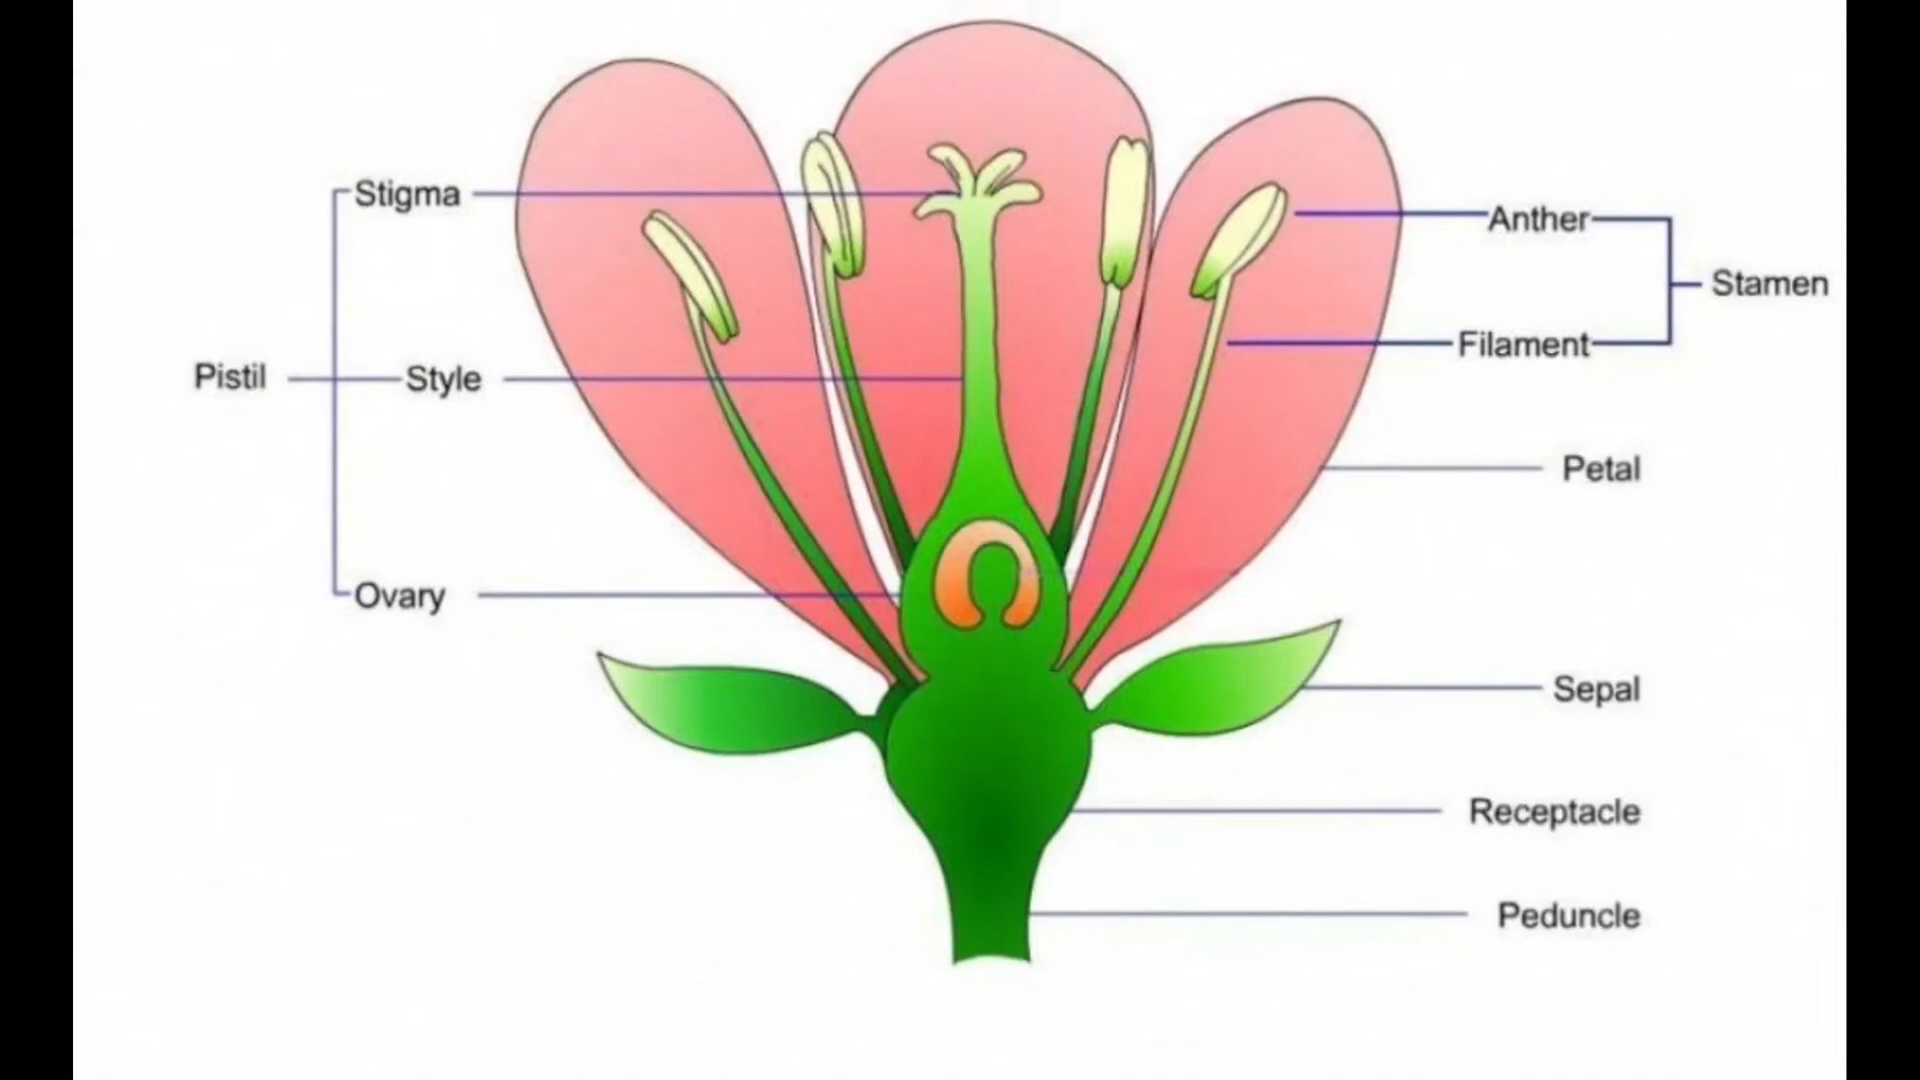 Stigma
Anther
Stamen
Filament
Pistil
Style
Petal
Ovary
Sepal
Receptacle
Peduncle